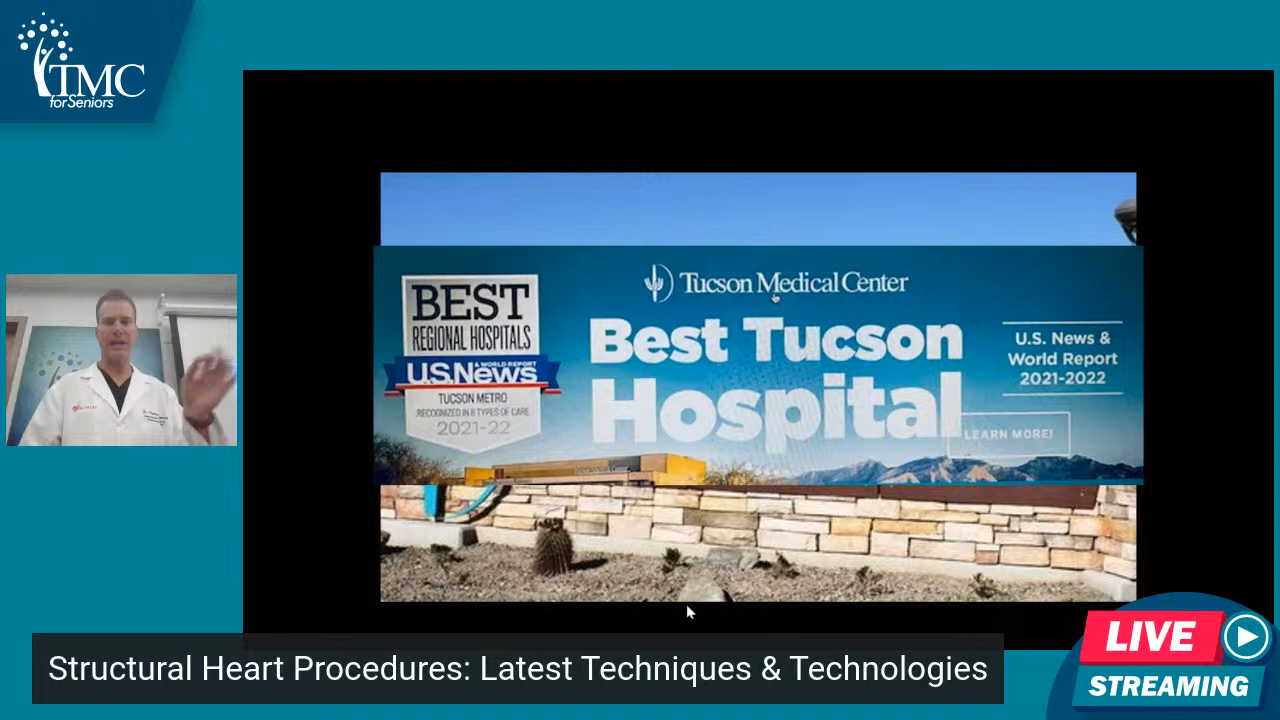 TMC
for Seniors
BEST
REGIONAL HOSPITALS
U.S.News
& WORLD REPORT
TUCSON METRO
RECOGNIZED IN 8 TYPES OF CARE
2021-22
Tucson Medical Center
Best Tucson
Hospital
U.S. News &
World Report
2021-2022
LEARN MORE!
Structural Heart Procedures: Latest Techniques & Technologies
LIVE
STREAMING